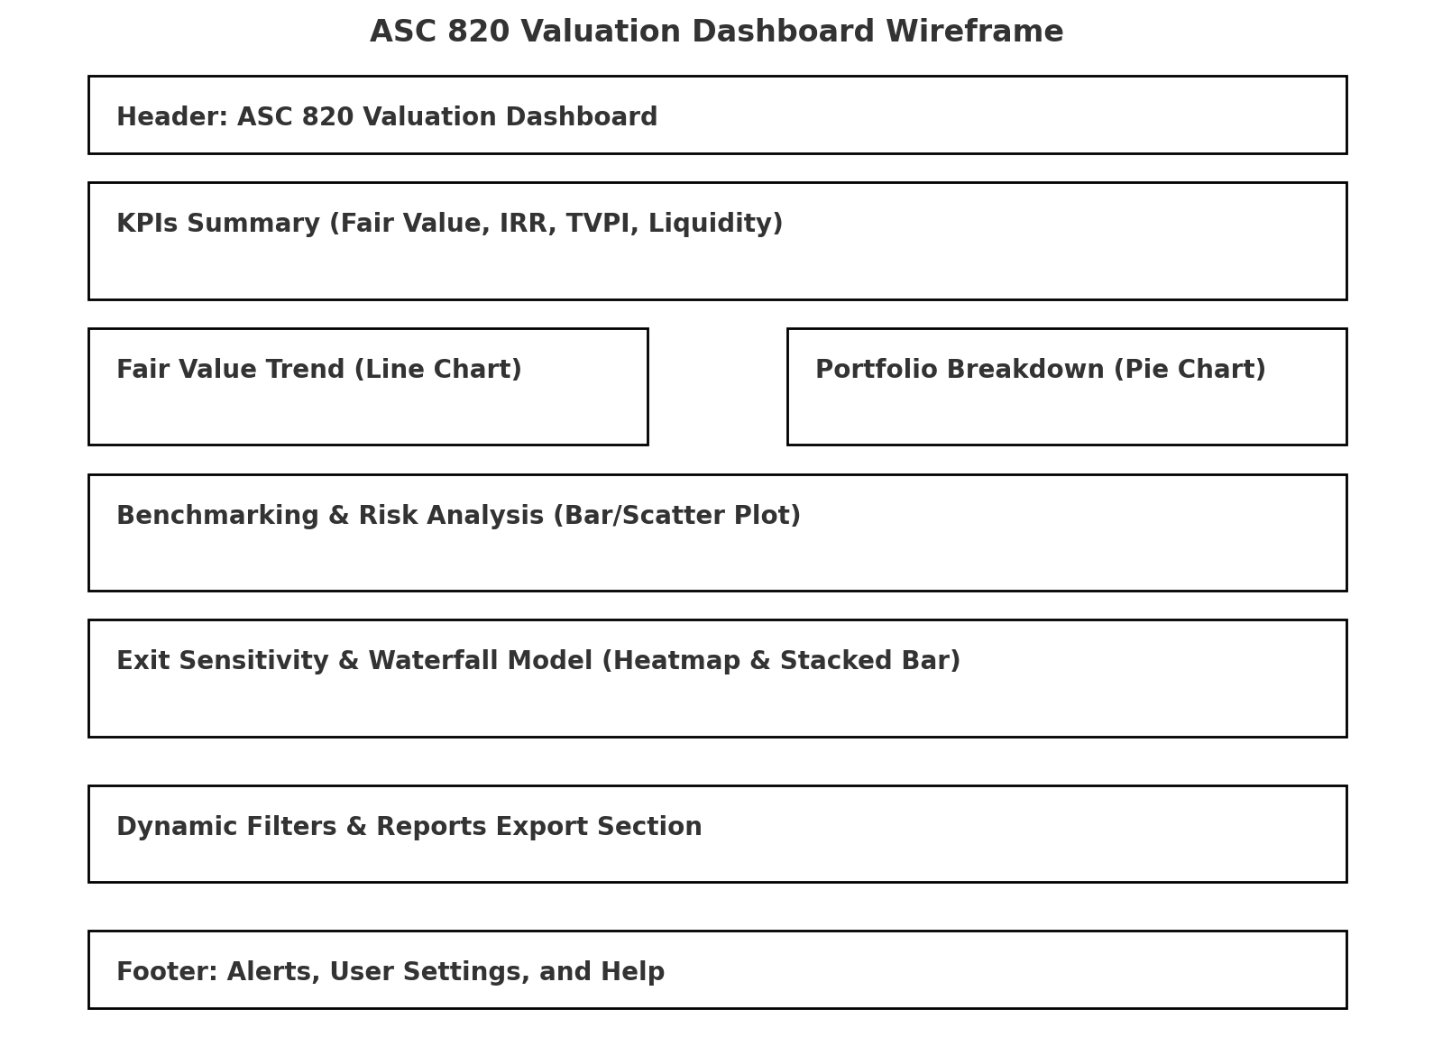 ASC 820 Valuation Dashboard Wireframe
Header: ASC 820 Valuation Dashboard
KPIs Summary (Fair Value, IRR, TVPI, Liquidity)
Fair Value Trend (Line Chart)
Portfolio Breakdown (Pie Chart)
Benchmarking & Risk Analysis (Bar/Scatter Plot)
Exit Sensitivity & Waterfall Model (Heatmap & Stacked Bar)
Dynamic Filters & Reports Export Section
Footer: Alerts, User Settings, and Help